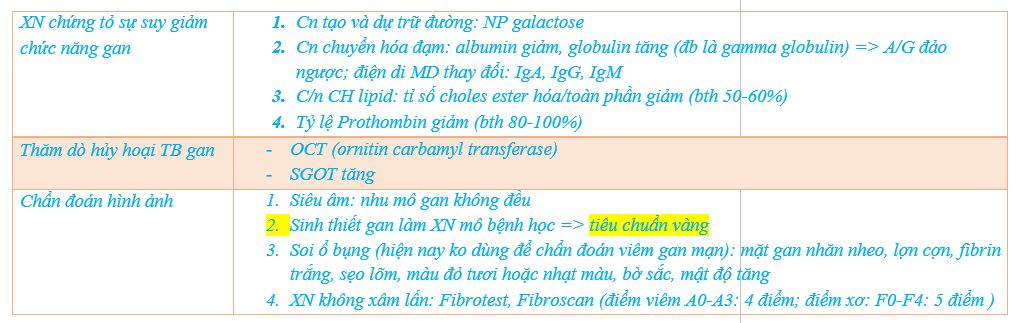 XN chứng tỏ sự suy giảm
chức năng gan
1. Cn tạo và dự trữ đường: NP galactose
2. Cn chuyển hóa đạm: albumin giảm, globulin tăng (đb là gamma globulin) => A/G đảo
ngược; điện di MD thay đổi: IgA, IgG, IgM
3. C/n CH lipid: tỉ số choles ester hóa/toàn phần giảm (bth 50-60%)
4. Tỷ lệ Prothombin giảm (bth 80-100%)
Thăm dò hủy hoại TB gan
- OCT (ornitin carbamyl transferase)
- SGOT tăng
Chẩn đoán hình ảnh
1. Siêu âm: nhu mô gan không đều
2. Sinh thiết gan làm XN mô bệnh học => tiêu chuẩn vàng
3. Soi ổ bụng (hiện nay ko dùng để chẩn đoán viêm gan mạn): mặt gan nhăn nheo, lợn cợn, fibrin
trắng, sẹo lõm, màu đỏ tươi hoặc nhạt màu, bờ sắc, mật độ tăng
4. XN không xâm lấn: Fibrotest, Fibroscan (điểm viêm A0-A3: 4 điểm; điểm xơ: F0-F4: 5 điểm )